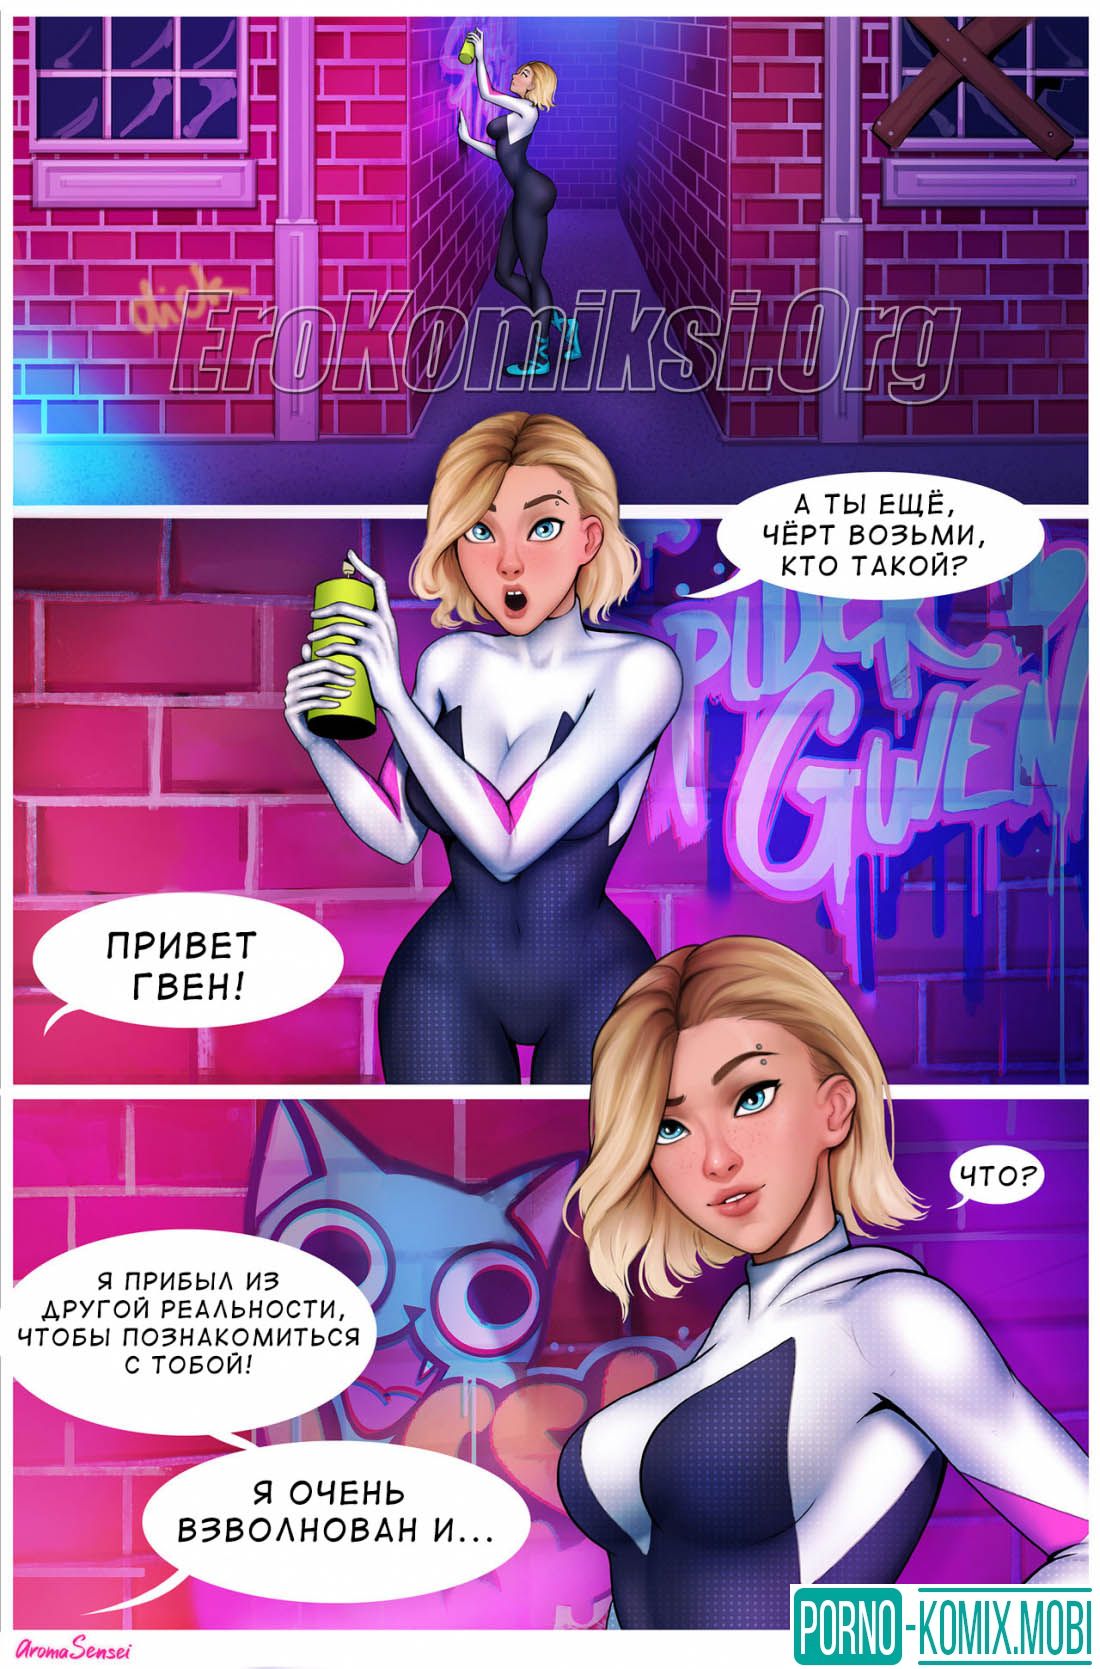 dick
EroKomiksi.Org
А ТЫ ЕЩЁ,
ЧЁРТ ВОЗЬМИ,
КТО ТАКОЙ?
GWEN
ПРИВЕТ
ГВЕН!
ЧТО?
Я ПРИБЫЛ ИЗ
ДРУГОЙ РЕАЛЬНОСТИ,
ЧТОБЫ ПОЗНАКОМИТЬСЯ
С ТОБОЙ!
Я ОЧЕНЬ
ВЗВОЛНОВАН И...
AromaSensei
PORNO-KOMIX.MOBI